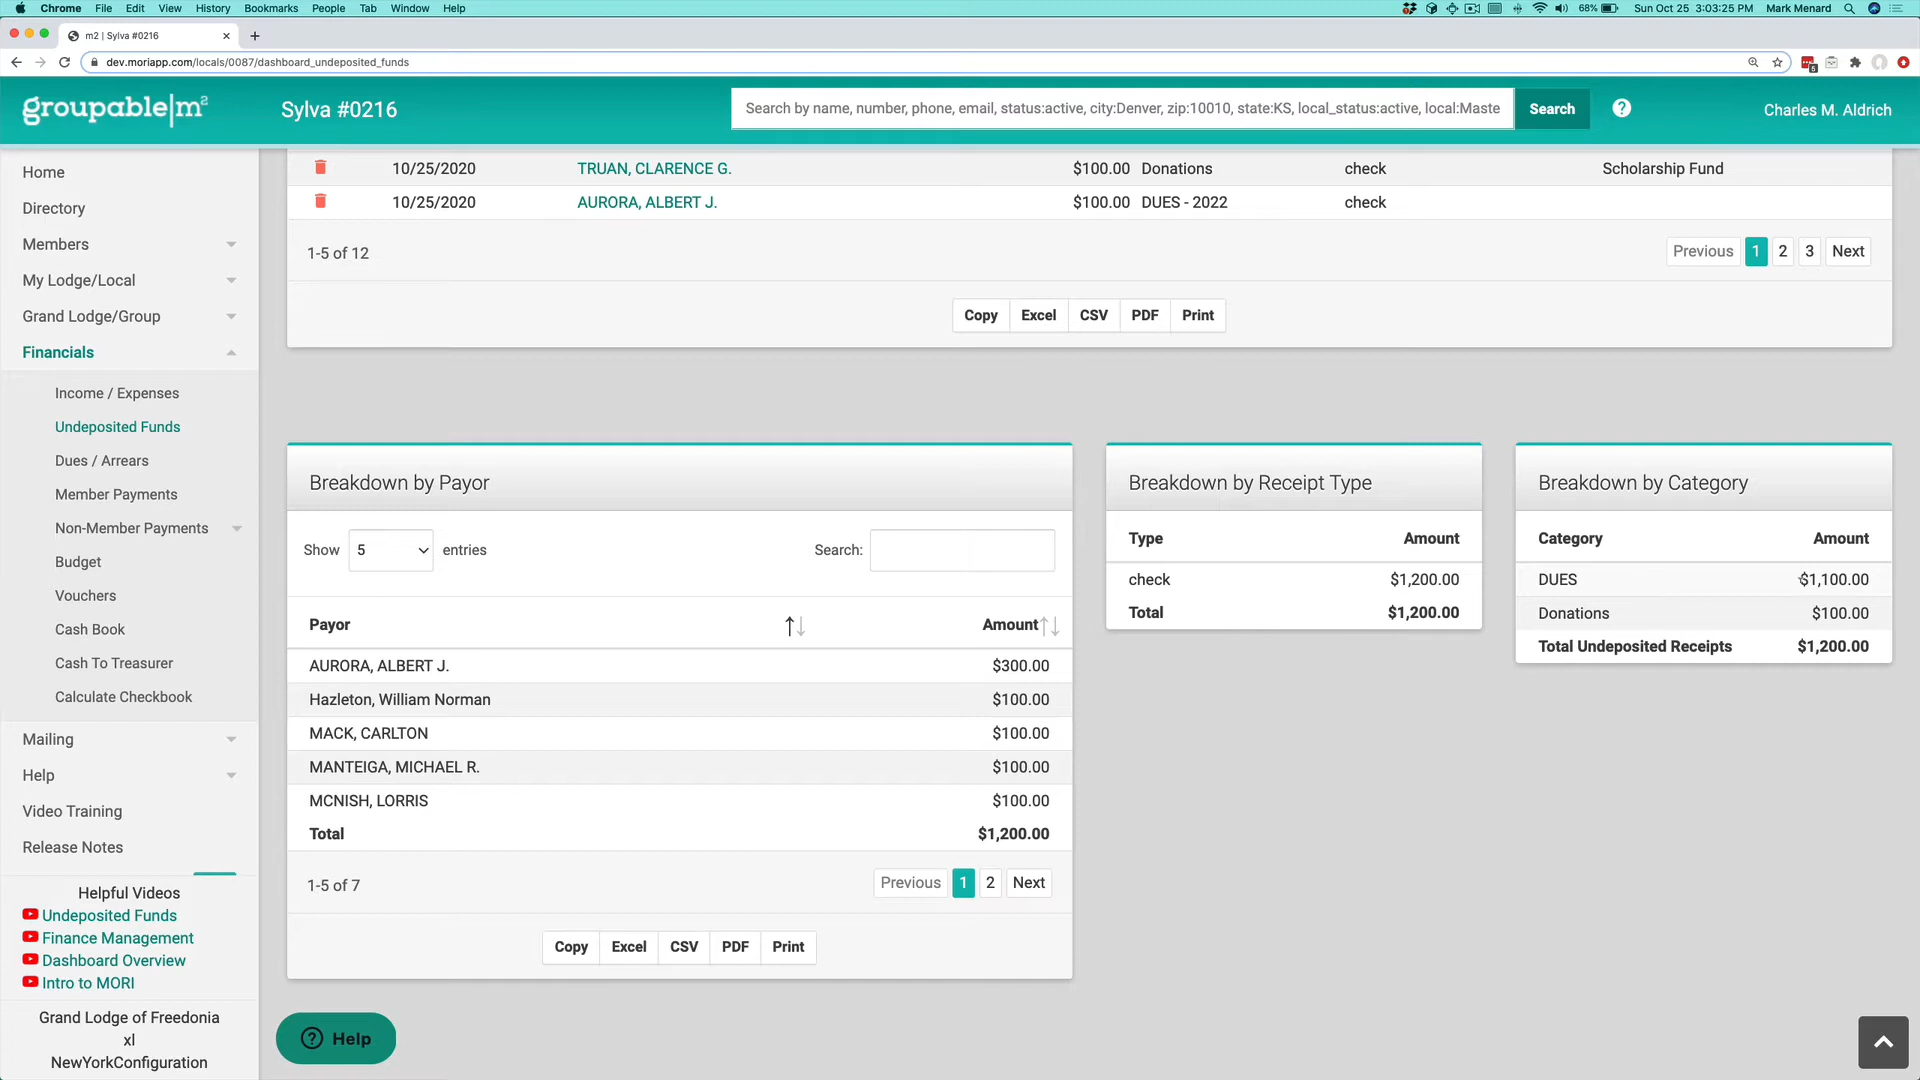 Chrome File Edit View History Bookmarks People Tab Window Help 68% Sun Oct 25 3:03:25 PM Mark Menard
m2 | Sylva #0216
dev.moriapp.com/locals/0087/dashboard_undeposited_funds
groupable|m² Sylva #0216 Search by name, number, phone, email, status:active, city:Denver, zip:10010, state:KS, local_status:active, local:Maste Search ? Charles M. Aldrich
Home
Directory
Members
My Lodge/Local
Grand Lodge/Group
Financials
Income / Expenses
Undeposited Funds
Dues / Arrears
Member Payments
Non-Member Payments
Budget
Vouchers
Cash Book
Cash To Treasurer
Calculate Checkbook
Mailing
Help
Video Training
Release Notes
Helpful Videos
Undeposited Funds
Finance Management
Dashboard Overview
Intro to MORI
Grand Lodge of Freedonia
xl
NewYorkConfiguration
10/25/2020 TRUAN, CLARENCE G. $100.00 Donations check Scholarship Fund
10/25/2020 AURORA, ALBERT J. $100.00 DUES - 2022 check
1-5 of 12 Previous 1 2 3 Next
Copy Excel CSV PDF Print
Breakdown by Payor
Show 5 entries Search:
Payor Amount
AURORA, ALBERT J. $300.00
Hazleton, William Norman $100.00
MACK, CARLTON $100.00
MANTEIGA, MICHAEL R. $100.00
MCNISH, LORRIS $100.00
Total $1,200.00
1-5 of 7 Previous 1 2 Next
Copy Excel CSV PDF Print
Breakdown by Receipt Type
Type Amount
check $1,200.00
Total $1,200.00
Breakdown by Category
Category Amount
DUES $1,100.00
Donations $100.00
Total Undeposited Receipts $1,200.00
? Help